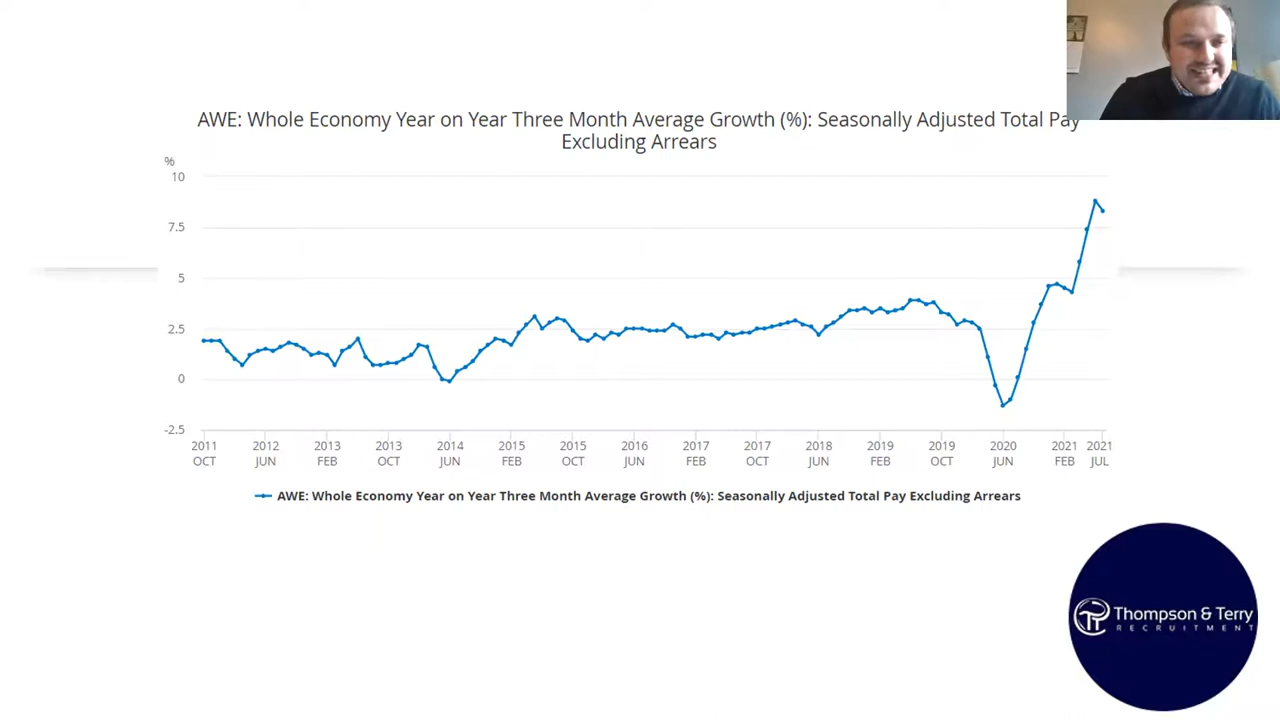 AWE: Whole Economy Year on Year Three Month Average Growth (%): Seasonally Adjusted Total Pay
Excluding Arrears
%
10
7.5
5
2.5
0
-2.5
2011 2012 2013 2013 2014 2015 2015 2016 2017 2017 2018 2019 2019 2020 2021 2021
OCT JUN FEB OCT JUN FEB OCT JUN FEB OCT JUN FEB OCT JUN FEB JUL
AWE: Whole Economy Year on Year Three Month Average Growth (%): Seasonally Adjusted Total Pay Excluding Arrears
Thompson & Terry
RECRUITMENT